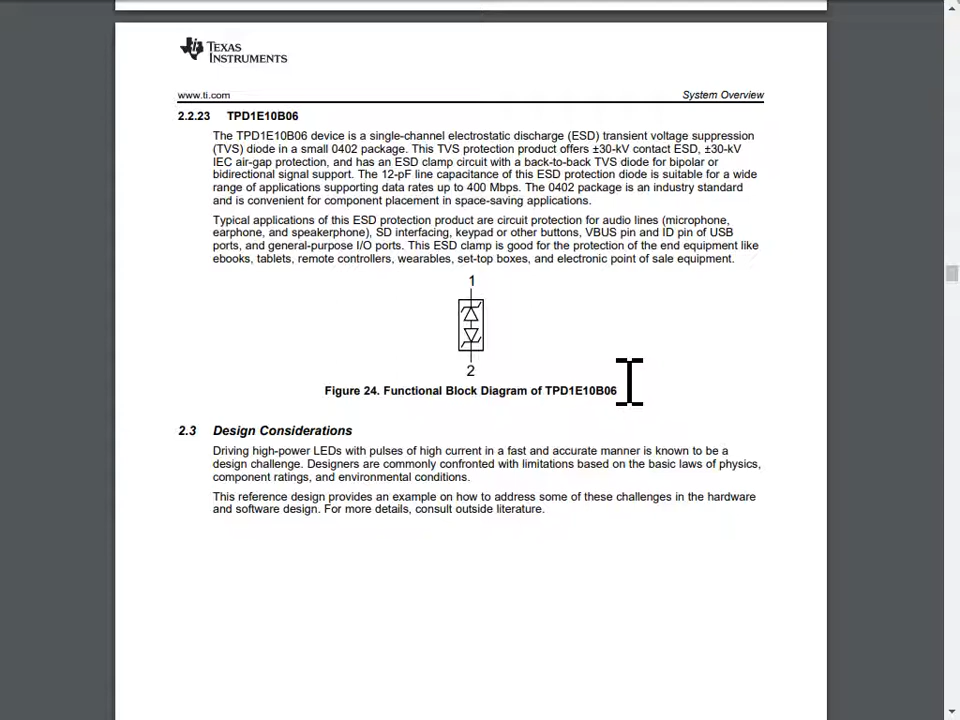 TEXAS
INSTRUMENTS
www.ti.com
System Overview
2.2.23 TPD1E10B06
The TPD1E10B06 device is a single-channel electrostatic discharge (ESD) transient voltage suppression
(TVS) diode in a small 0402 package. This TVS protection product offers ±30-kV contact ESD, ±30-kV
IEC air-gap protection, and has an ESD clamp circuit with a back-to-back TVS diode for bipolar or
bidirectional signal support. The 12-pF line capacitance of this ESD protection diode is suitable for a wide
range of applications supporting data rates up to 400 Mbps. The 0402 package is an industry standard
and is convenient for component placement in space-saving applications.
Typical applications of this ESD protection product are circuit protection for audio lines (microphone,
earphone, and speakerphone), SD interfacing, keypad or other buttons, VBUS pin and ID pin of USB
ports, and general-purpose I/O ports. This ESD clamp is good for the protection of the end equipment like
ebooks, tablets, remote controllers, wearables, set-top boxes, and electronic point of sale equipment.
1
2
Figure 24. Functional Block Diagram of TPD1E10B06
2.3 Design Considerations
Driving high-power LEDs with pulses of high current in a fast and accurate manner is known to be a
design challenge. Designers are commonly confronted with limitations based on the basic laws of physics,
component ratings, and environmental conditions.
This reference design provides an example on how to address some of these challenges in the hardware
and software design. For more details, consult outside literature.